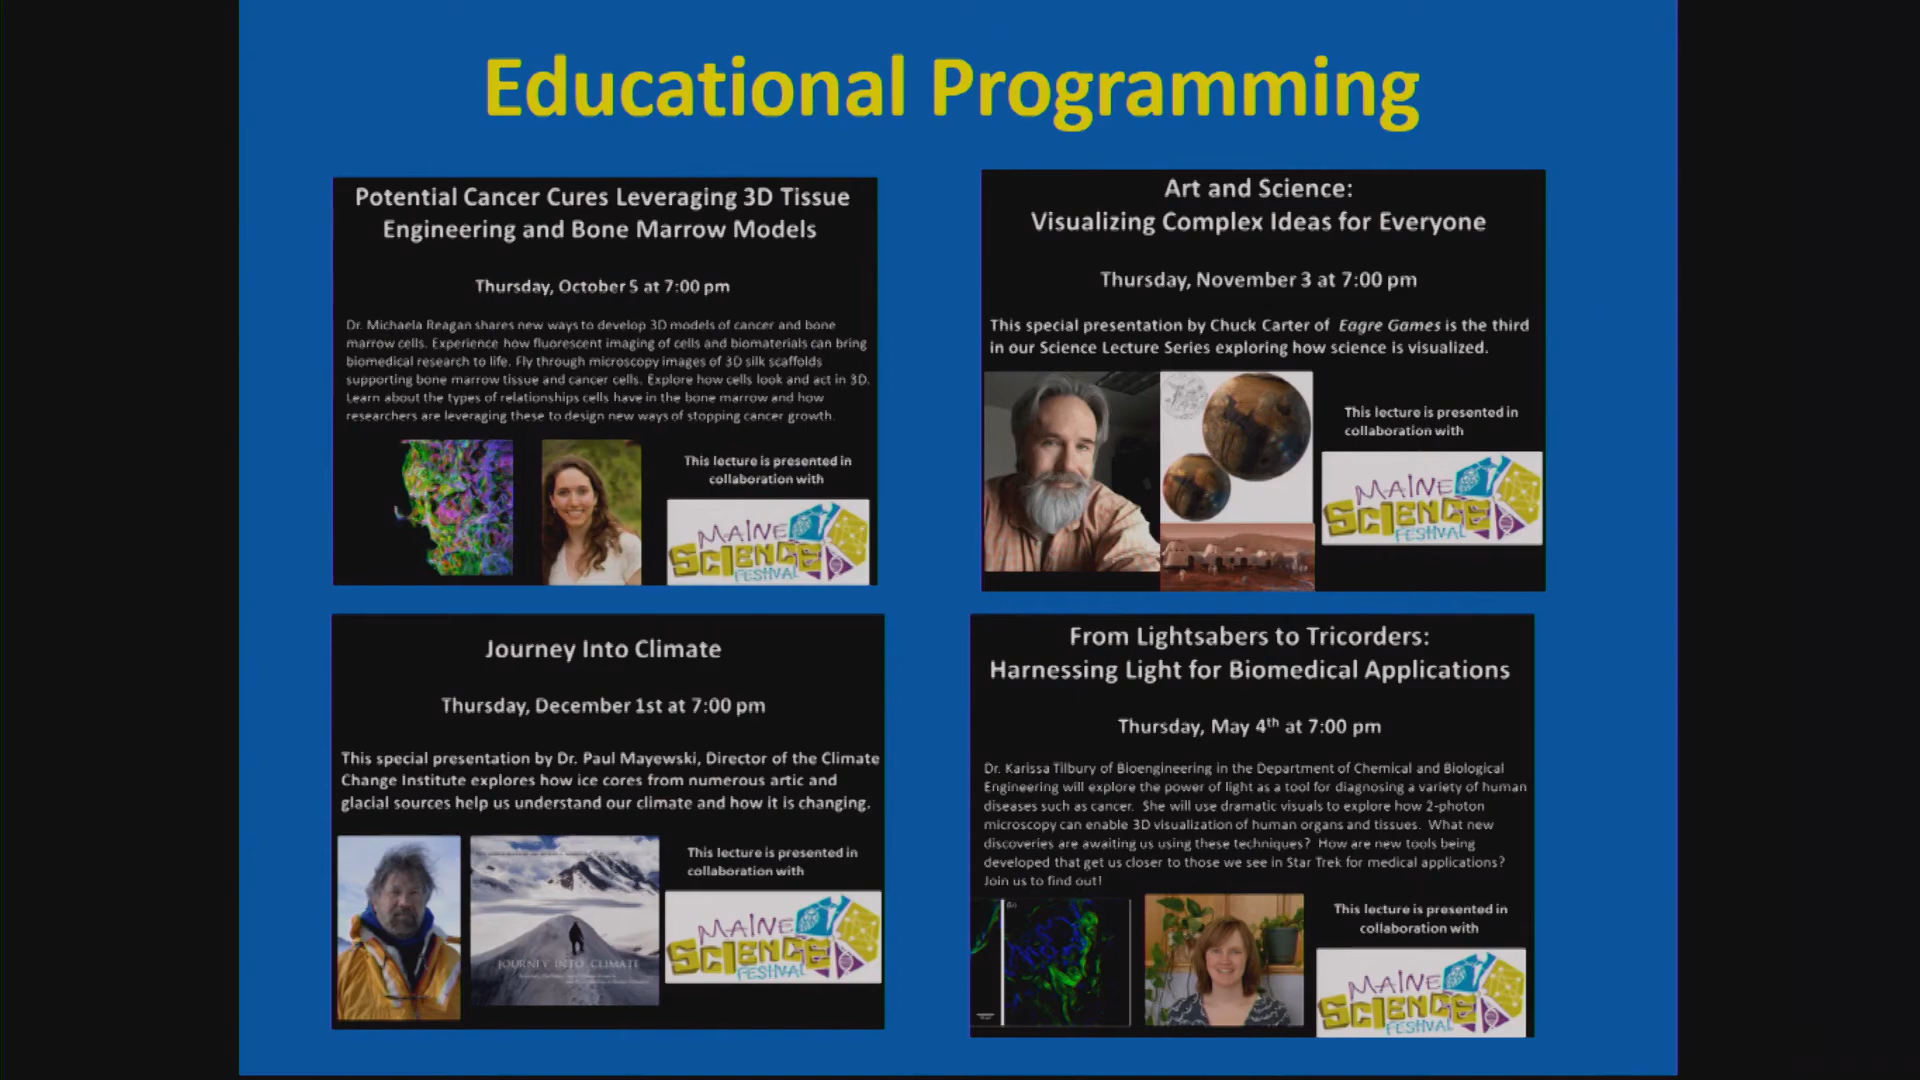 Educational Programming
Potential Cancer Cures Leveraging 3D Tissue
Engineering and Bone Marrow Models
Thursday, October 5 at 7:00 pm
Dr. Michaela Reagan shares new ways to develop 3D models of cancer and bone
marrow cells. Experience how fluorescent imaging of cells and biomaterials can bring
biomedical research to life. Fly through microscopy images of 3D silk scaffolds
supporting bone marrow tissue and cancer cells. Explore how cells look and act in 3D.
Learn about the types of relationships cells have in the bone marrow and how
researchers are leveraging these to design new ways of stopping cancer growth.
This lecture is presented in
collaboration with
MAINE
SCIENCE
FESTIVAL
Art and Science:
Visualizing Complex Ideas for Everyone
Thursday, November 3 at 7:00 pm
This special presentation by Chuck Carter of Eagre Games is the third
in our Science Lecture Series exploring how science is visualized.
This lecture is presented in
collaboration with
MAINE
SCIENCE
FESTIVAL
Journey Into Climate
Thursday, December 1st at 7:00 pm
This special presentation by Dr. Paul Mayewski, Director of the Climate
Change Institute explores how ice cores from numerous artic and
glacial sources help us understand our climate and how it is changing.
JOURNEY INTO CLIMATE
This lecture is presented in
collaboration with
MAINE
SCIENCE
FESTIVAL
From Lightsabers to Tricorders:
Harnessing Light for Biomedical Applications
Thursday, May 4th at 7:00 pm
Dr. Karissa Tilbury of Bioengineering in the Department of Chemical and Biological
Engineering will explore the power of light as a tool for diagnosing a variety of human
diseases such as cancer. She will use dramatic visuals to explore how 2-photon
microscopy can enable 3D visualization of human organs and tissues. What new
discoveries are awaiting us using these techniques? How are new tools being
developed that get us closer to those we see in Star Trek for medical applications?
Join us to find out!
This lecture is presented in
collaboration with
MAINE
SCIENCE
FESTIVAL